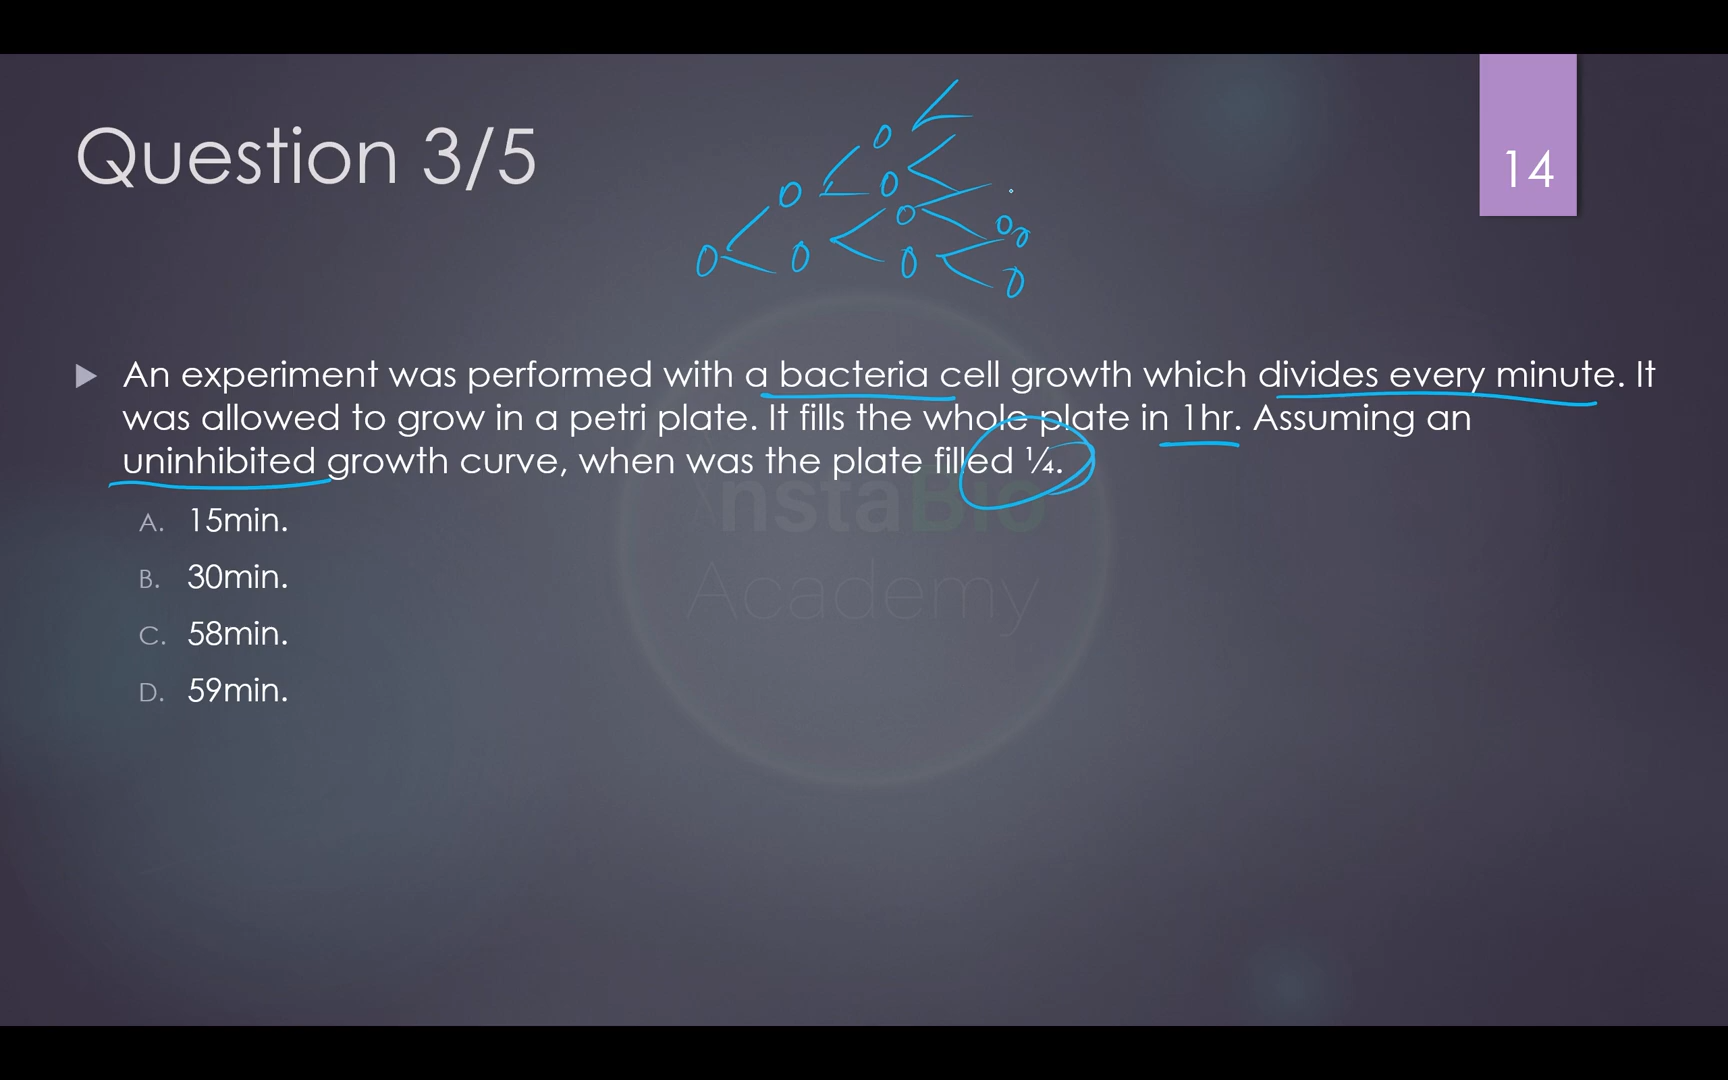 Question 3/5
14
An experiment was performed with a bacteria cell growth which divides every minute. It
was allowed to grow in a petri plate. It fills the whole plate in 1hr. Assuming an
uninhibited growth curve, when was the plate filled ¼.
nstaBio
Academy
A. 15min.
B. 30min.
C. 58min.
D. 59min.